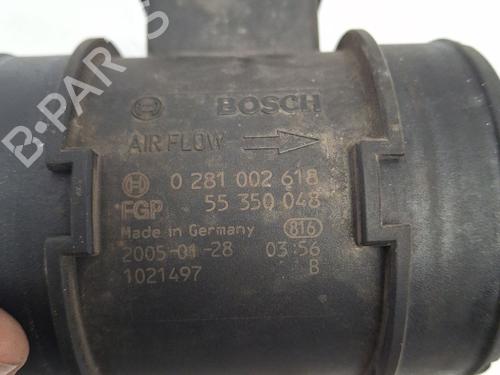 B-PARTS
BOSCH
AIR FLOW
0 281 002 618
FGP 55 350 048
Made in Germany 816
2005-01-28 03:56
1021497 B